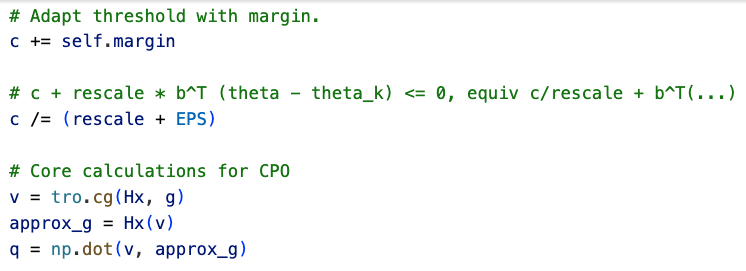 # Adapt threshold with margin.
c += self.margin
# c + rescale * b^T (theta - theta_k) <= 0, equiv c/rescale + b^T(...)
c /= (rescale + EPS)
# Core calculations for CPO
v = tro.cg(Hx, g)
approx_g = Hx(v)
q = np.dot(v, approx_g)